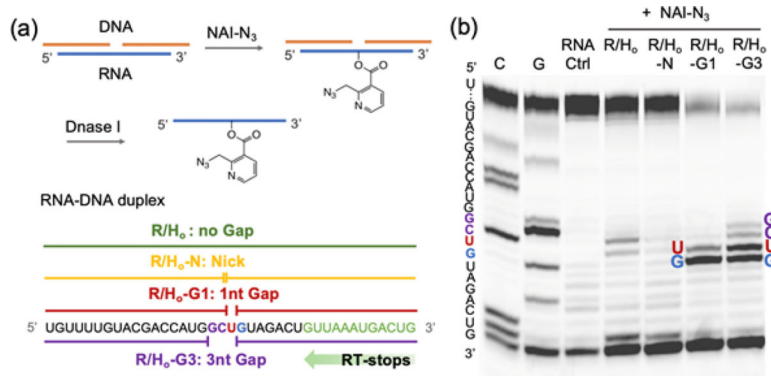 (a)
DNA
5'
3'
RNA
NAI-N₃
5'
3'
O
O
N₃
N
Dnase I
5'
3'
O
O
N₃
N
RNA-DNA duplex
R/Hₒ : no Gap
R/Hₒ-N: Nick
R/Hₒ-G1: 1nt Gap
5' UGUUUUGUACGACCAUGGCUGUAGACUGUUAAAUGACUG 3'
R/Hₒ-G3: 3nt Gap
RT-stops
(b)
+ NAI-N₃
C
G
RNA Ctrl
R/Hₒ
R/Hₒ-N
R/Hₒ-G1
R/Hₒ-G3
5'
U⋮GUACGACCAUGGCUGUAGACUG
3'
U
G
G
C
U
G